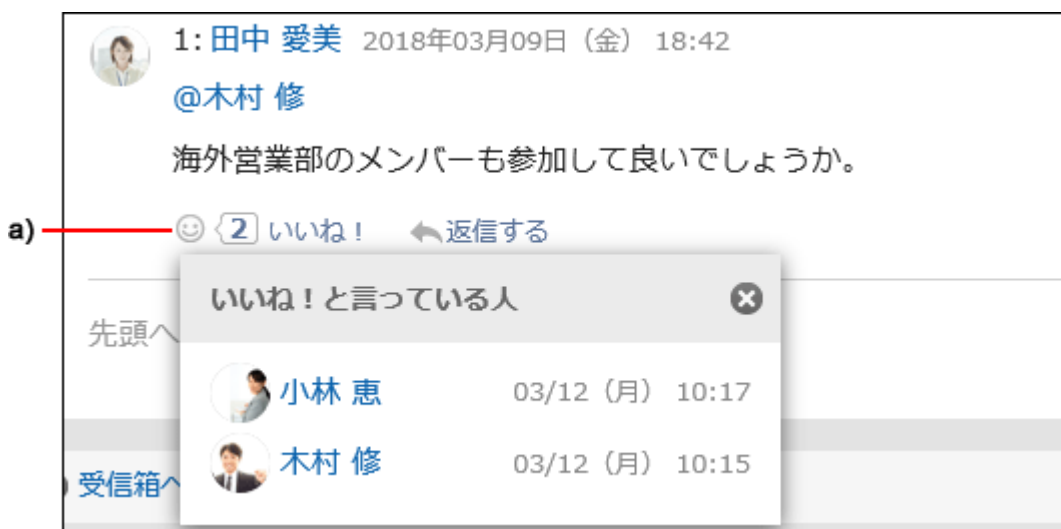 1: 田中 愛美 2018年03月09日（金） 18:42
@木村 修
海外営業部のメンバーも参加して良いでしょうか。
a)
2 いいね！ 返信する
いいね！と言っている人
先頭へ
小林 恵 03/12（月） 10:17
木村 修 03/12（月） 10:15
受信箱へ